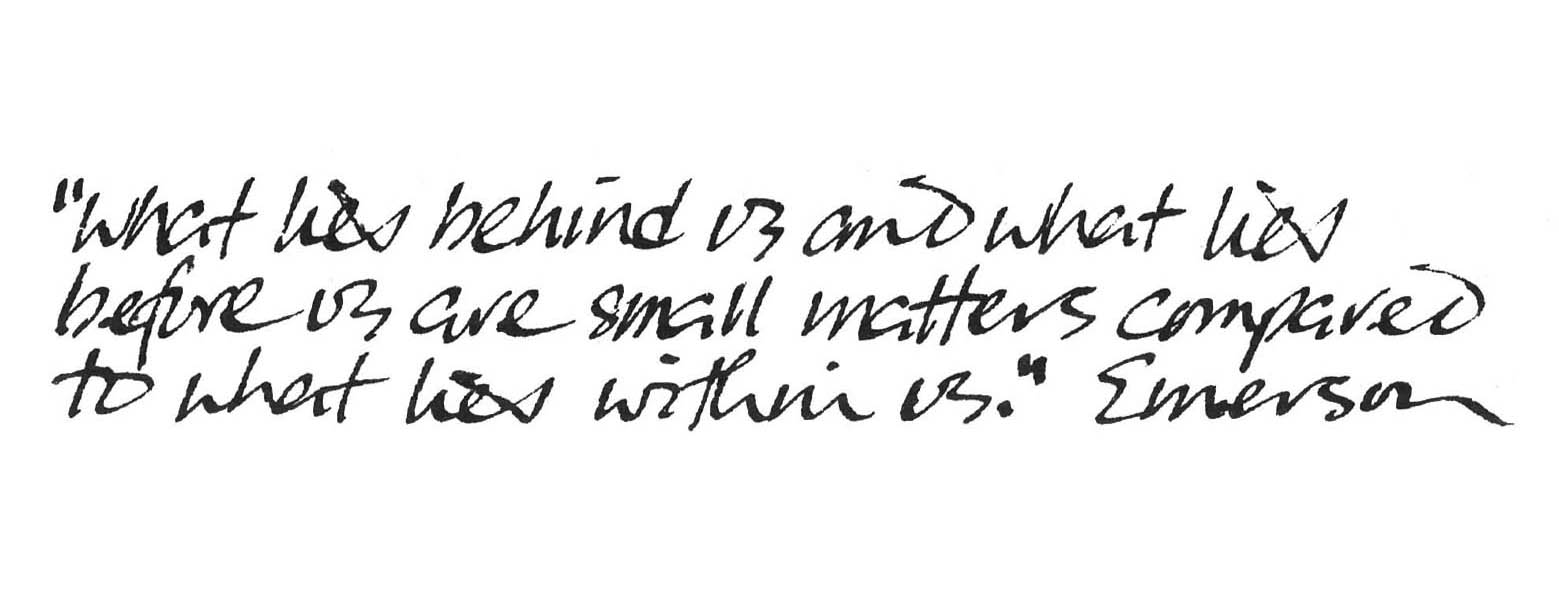 "what lies behind us and what lies
before us are small matters compared
to what lies within us." Emerson